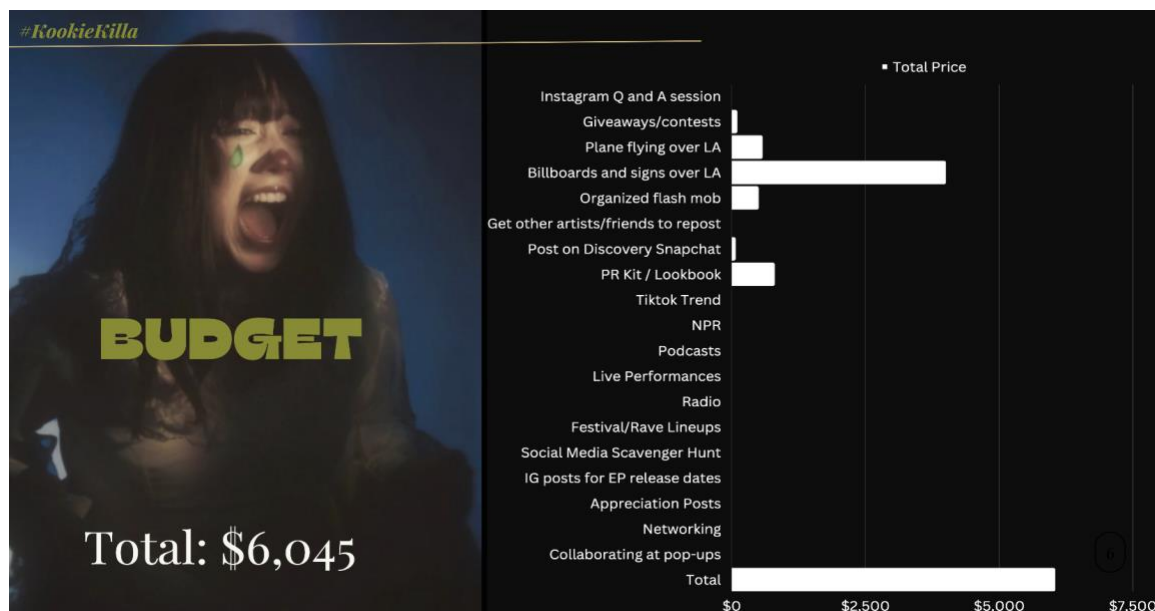 #KookieKilla
BUDGET
Total: $6,045
Total Price
Instagram Q and A session
Giveaways/contests
Plane flying over LA
Billboards and signs over LA
Organized flash mob
Get other artists/friends to repost
Post on Discovery Snapchat
PR Kit / Lookbook
Tiktok Trend
NPR
Podcasts
Live Performances
Radio
Festival/Rave Lineups
Social Media Scavenger Hunt
IG posts for EP release dates
Appreciation Posts
Networking
Collaborating at pop-ups
Total
$0 $2,500 $5,000 $7,500
6